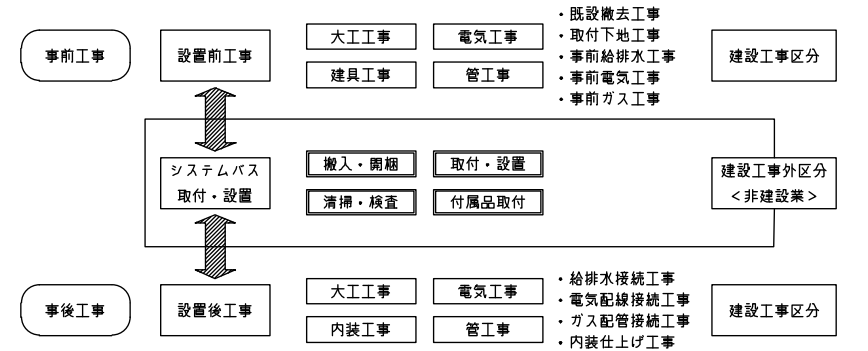 事前工事
設置前工事
大工工事
電気工事
建具工事
管工事
・既設撤去工事
・取付下地工事
・事前給排水工事
・事前電気工事
・事前ガス工事
建設工事区分
システムバス
取付・設置
搬入・開梱
取付・設置
清掃・検査
付属品取付
建設工事外区分
<非建設業>
事後工事
設置後工事
大工工事
電気工事
内装工事
管工事
・給排水接続工事
・電気配線接続工事
・ガス配管接続工事
・内装仕上げ工事
建設工事区分